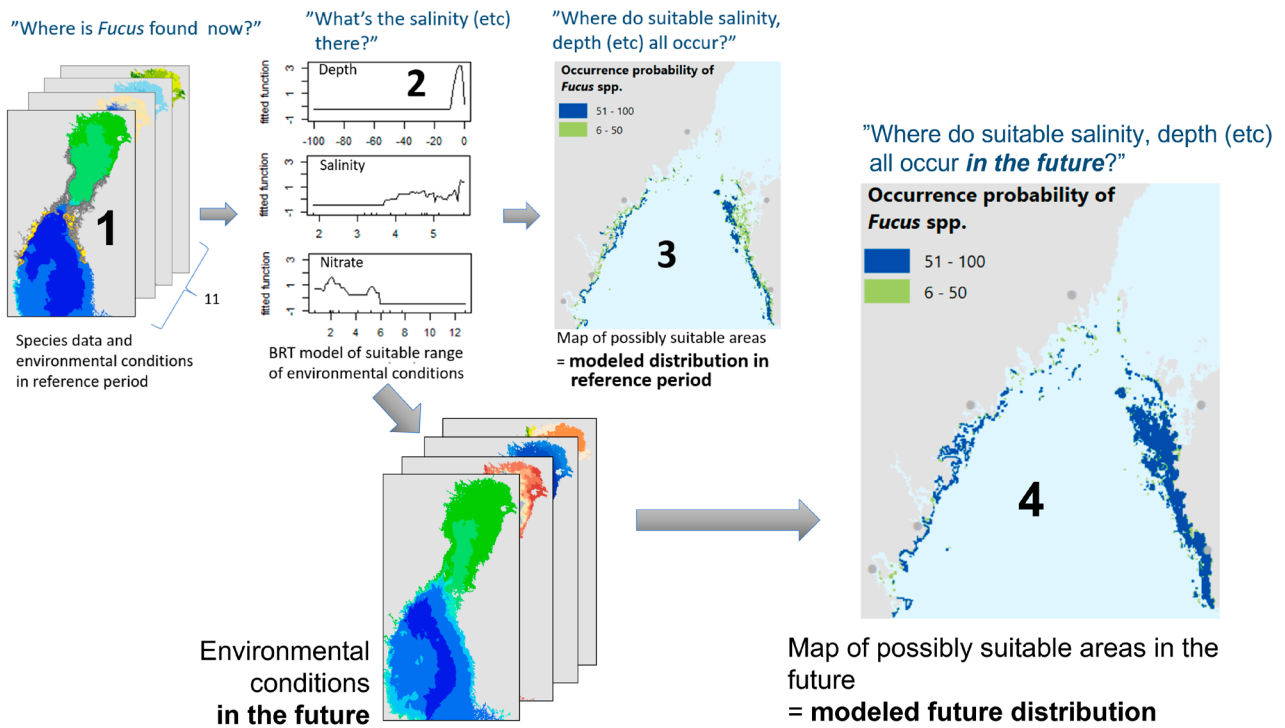 "Where is Fucus found now?"
1
11
Species data and
environmental conditions
in reference period
"What's the salinity (etc)
there?"
Depth
2
fitted function
3
1
-1
-100 -80 -60 -40 -20 0
Salinity
fitted function
3
1
-1
2 3 4 5
Nitrate
fitted function
3
1
-1
2 4 6 8 10 12
BRT model of suitable range
of environmental conditions
"Where do suitable salinity,
depth (etc) all occur?"
Occurrence probability of
Fucus spp.
51 - 100
6 - 50
3
Map of possibly suitable areas
= modeled distribution in
reference period
Environmental
conditions
in the future
"Where do suitable salinity, depth (etc)
all occur in the future?"
Occurrence probability of
Fucus spp.
51 - 100
6 - 50
4
Map of possibly suitable areas in the
future
= modeled future distribution